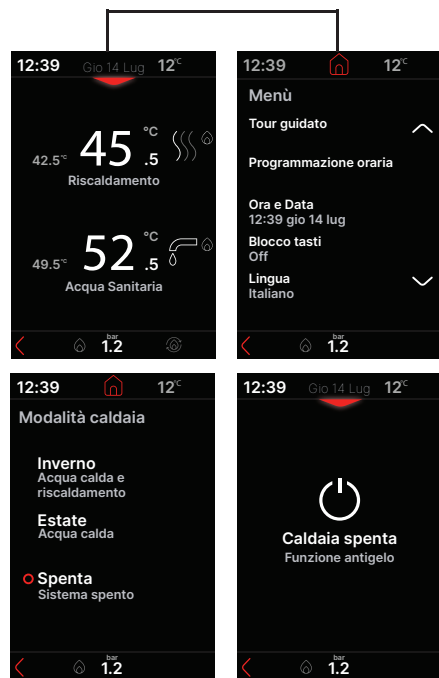 12:39 Gio 14 Lug 12°C
42.5°C 45 °C .5
Riscaldamento
49.5°C 52 °C .5
Acqua Sanitaria
bar
1.2
12:39 12°C
Menù
Tour guidato
Programmazione oraria
Ora e Data
12:39 gio 14 lug
Blocco tasti
Off
Lingua
Italiano
bar
1.2
12:39 12°C
Modalità caldaia
Inverno
Acqua calda e
riscaldamento
Estate
Acqua calda
Spenta
Sistema spento
bar
1.2
12:39 Gio 14 Lug 12°C
Caldaia spenta
Funzione antigelo
bar
1.2